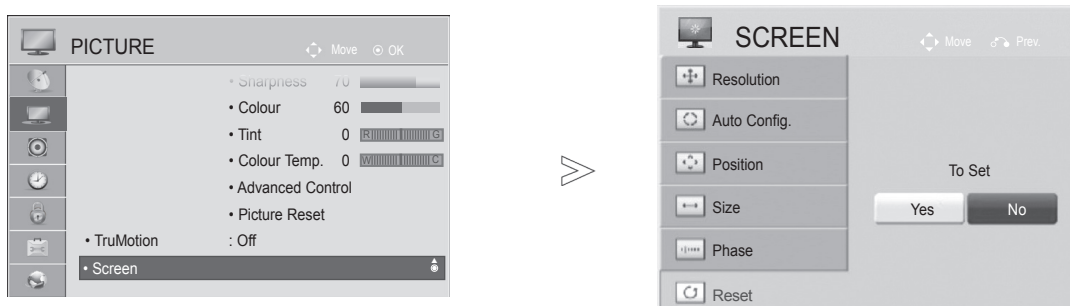 PICTURE
Move OK
• Sharpness 70
• Colour 60
• Tint 0 R G
• Colour Temp. 0 W C
• Advanced Control
• Picture Reset
• TruMotion : Off
• Screen
SCREEN
Move Prev.
Resolution
Auto Config.
Position
Size
Phase
Reset
To Set
Yes No